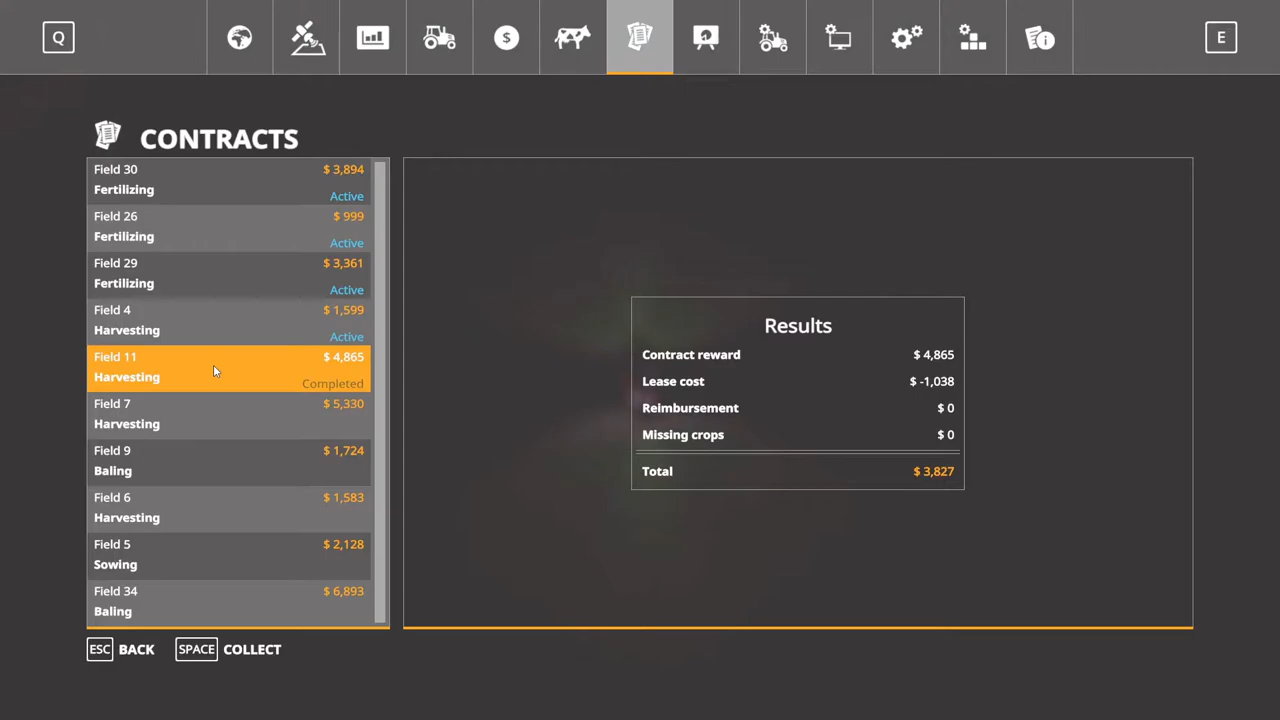 Q
E
CONTRACTS
Field 30 $ 3,894
Fertilizing
Active
Field 26 $ 999
Fertilizing
Active
Field 29 $ 3,361
Fertilizing
Active
Field 4 $ 1,599
Harvesting
Active
Field 11 $ 4,865
Harvesting
Completed
Field 7 $ 5,330
Harvesting
Field 9 $ 1,724
Baling
Field 6 $ 1,583
Harvesting
Field 5 $ 2,128
Sowing
Field 34 $ 6,893
Baling
Results
Contract reward $ 4,865
Lease cost $ -1,038
Reimbursement $ 0
Missing crops $ 0
Total $ 3,827
ESC BACK SPACE COLLECT